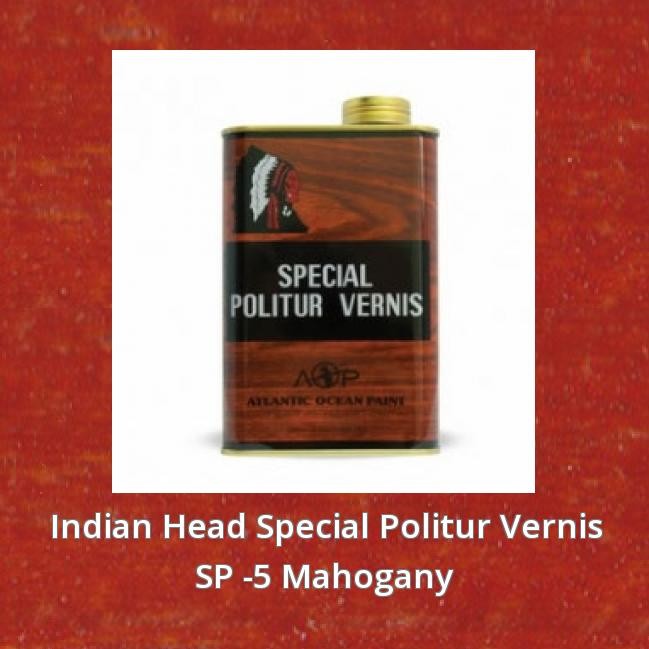 SPECIAL
POLITUR VERNIS
AOP
ATLANTIC OCEAN PAINT
Indian Head Special Politur Vernis
SP -5 Mahogany